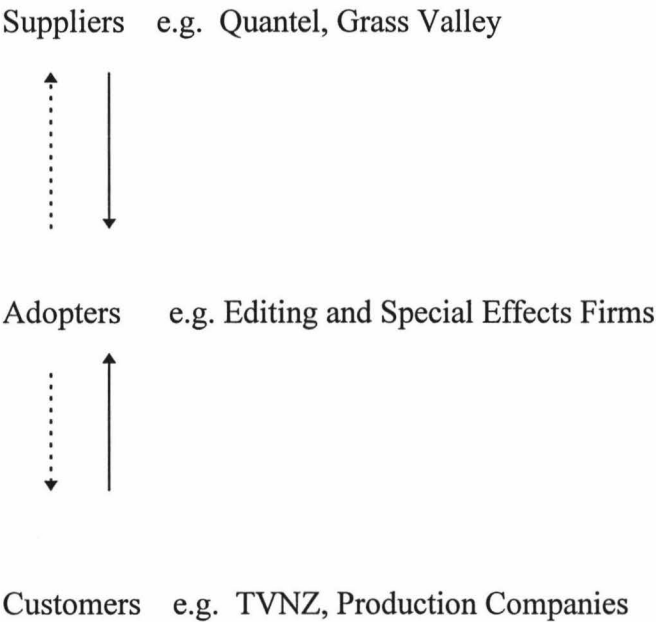 Suppliers e.g. Quantel, Grass Valley
Adopters e.g. Editing and Special Effects Firms
Customers e.g. TVNZ, Production Companies